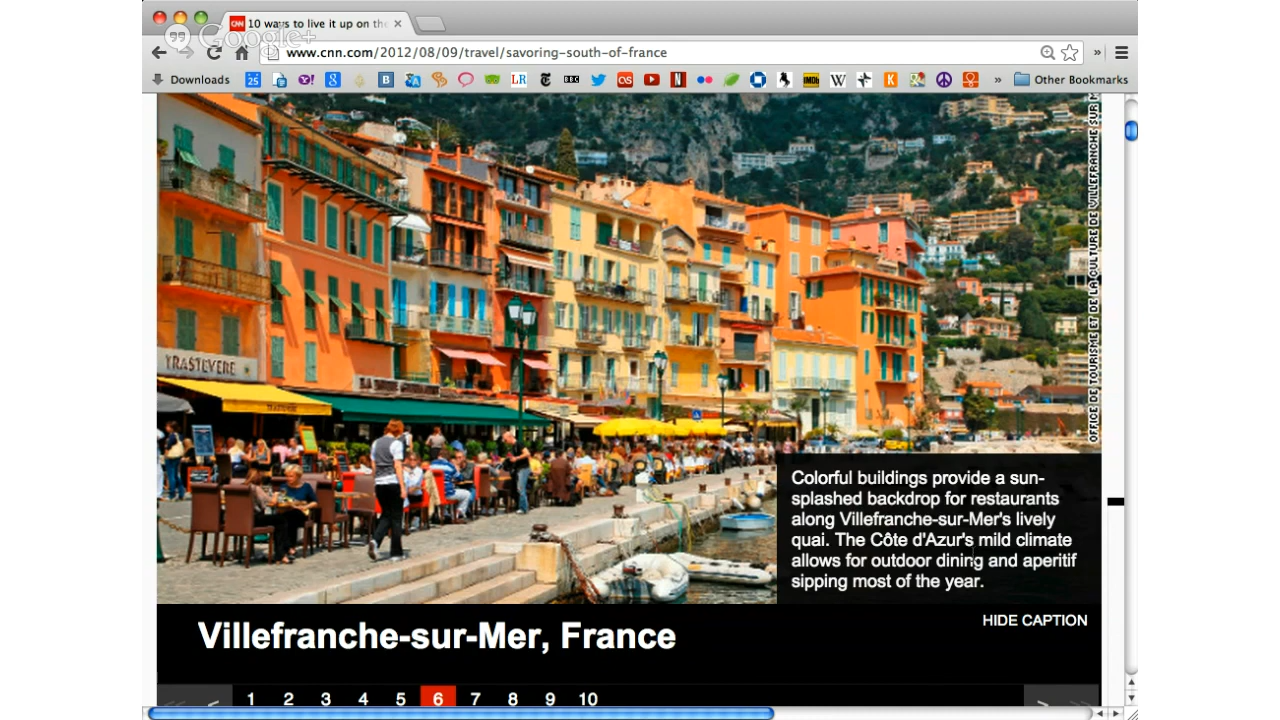 CNN 10 ways to live it up on the
Google+
www.cnn.com/2012/08/09/travel/savoring-south-of-france
Downloads
Other Bookmarks
TRASTEVERE
OFFICE DE TOURISME ET DE LA CULTURE DE VILLEFRANCHE SUR M
Colorful buildings provide a sun-
splashed backdrop for restaurants
along Villefranche-sur-Mer's lively
quai. The Côte d'Azur's mild climate
allows for outdoor dining and aperitif
sipping most of the year.
HIDE CAPTION
Villefranche-sur-Mer, France
< 1 2 3 4 5 6 7 8 9 10 >